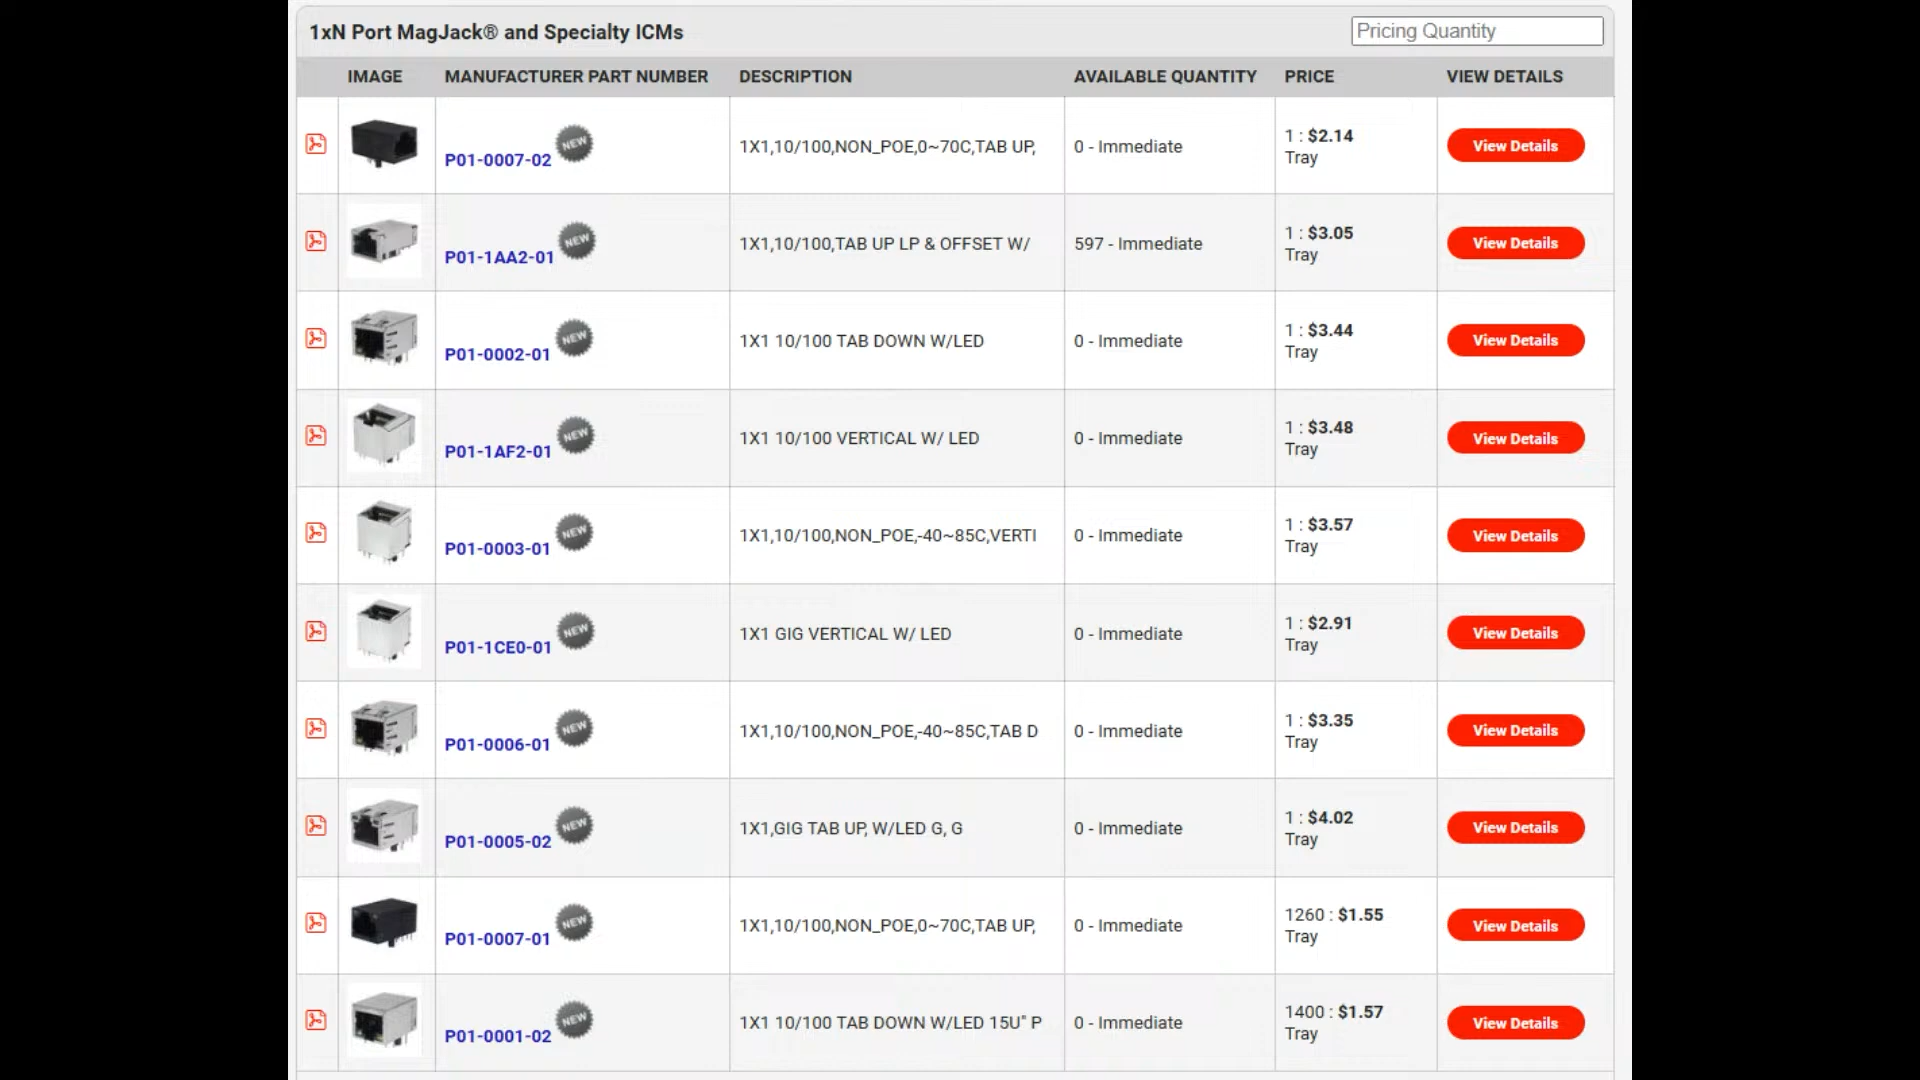 1xN Port MagJack® and Specialty ICMs
Pricing Quantity
IMAGE MANUFACTURER PART NUMBER DESCRIPTION AVAILABLE QUANTITY PRICE VIEW DETAILS
P01-0007-02 NEW 1X1,10/100,NON_POE,0~70C,TAB UP, 0 - Immediate 1 : $2.14 View Details
Tray
P01-1AA2-01 NEW 1X1,10/100,TAB UP LP & OFFSET W/ 597 - Immediate 1 : $3.05 View Details
Tray
P01-0002-01 NEW 1X1 10/100 TAB DOWN W/LED 0 - Immediate 1 : $3.44 View Details
Tray
P01-1AF2-01 NEW 1X1 10/100 VERTICAL W/ LED 0 - Immediate 1 : $3.48 View Details
Tray
P01-0003-01 NEW 1X1,10/100,NON_POE,-40~85C,VERTI 0 - Immediate 1 : $3.57 View Details
Tray
P01-1CE0-01 NEW 1X1 GIG VERTICAL W/ LED 0 - Immediate 1 : $2.91 View Details
Tray
P01-0006-01 NEW 1X1,10/100,NON_POE,-40~85C,TAB D 0 - Immediate 1 : $3.35 View Details
Tray
P01-0005-02 NEW 1X1,GIG TAB UP, W/LED G, G 0 - Immediate 1 : $4.02 View Details
Tray
P01-0007-01 NEW 1X1,10/100,NON_POE,0~70C,TAB UP, 0 - Immediate 1260 : $1.55 View Details
Tray
P01-0001-02 NEW 1X1 10/100 TAB DOWN W/LED 15U" P 0 - Immediate 1400 : $1.57 View Details
Tray